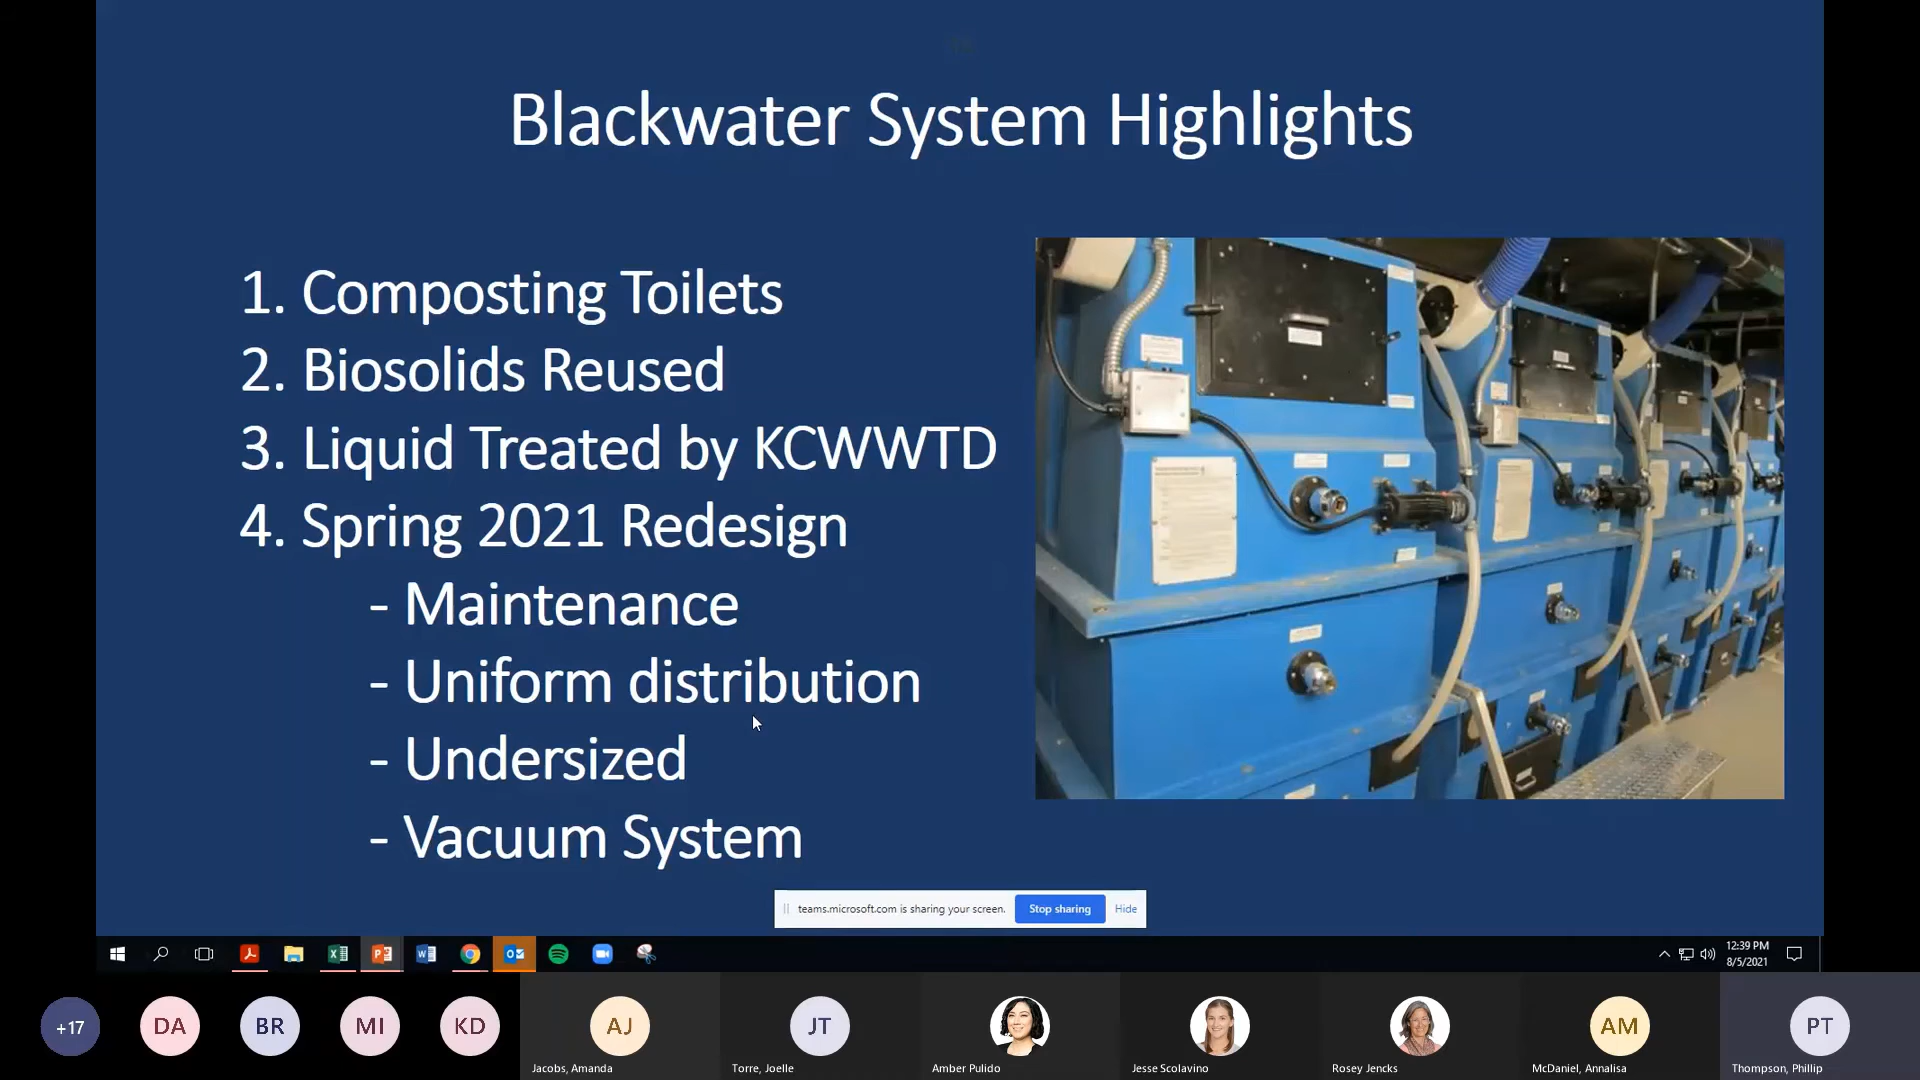 Blackwater System Highlights
1. Composting Toilets
2. Biosolids Reused
3. Liquid Treated by KCWWTD
4. Spring 2021 Redesign
- Maintenance
- Uniform distribution
- Undersized
- Vacuum System
teams.microsoft.com is sharing your screen. Stop sharing Hide
12:39 PM
8/5/2021
+17 DA BR MI KD AJ JT AM PT
Jacobs, Amanda Torre, Joelle Amber Pulido Jesse Scolavino Rosey Jencks McDaniel, Annalisa Thompson, Phillip